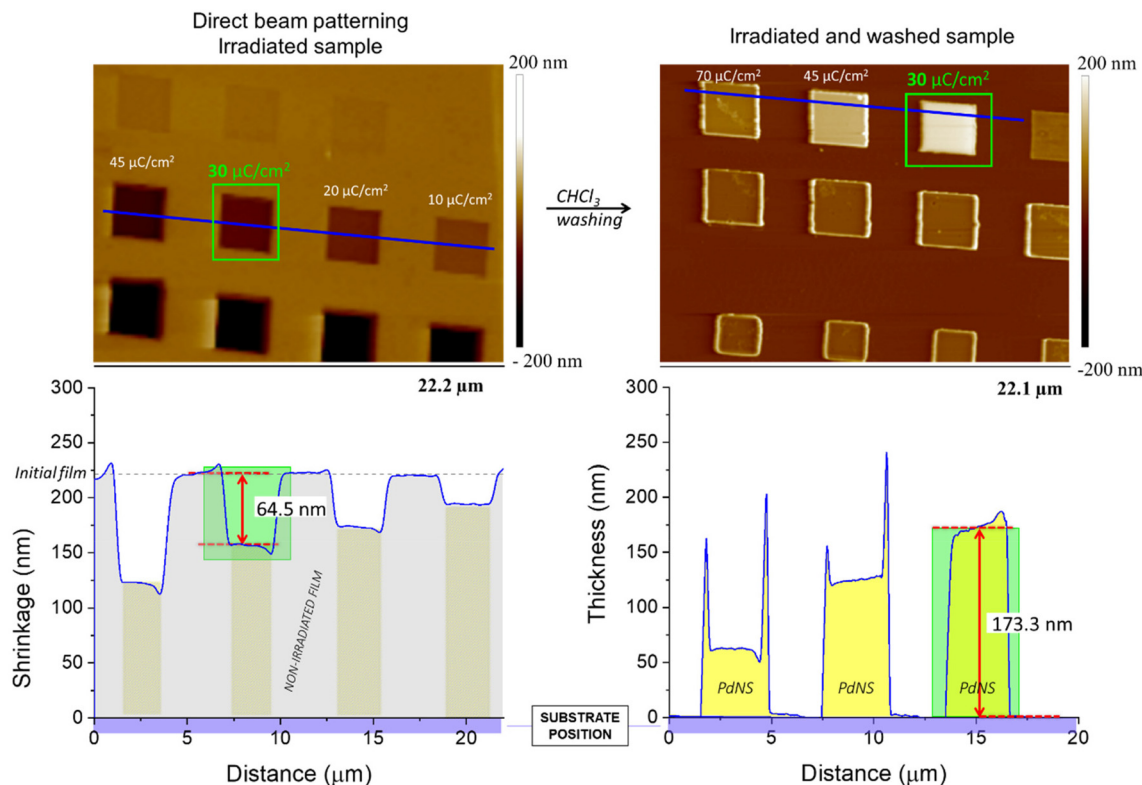 Direct beam patterning
Irradiated sample
200 nm
45 µC/cm²
30 µC/cm²
20 µC/cm²
10 µC/cm²
- 200 nm
22.2 µm
CHCl₃
washing
Irradiated and washed sample
200 nm
70 µC/cm²
45 µC/cm²
30 µC/cm²
-200 nm
22.1 µm
Shrinkage (nm)
300
250
200
150
100
50
0
Initial film
64.5 nm
NON-IRRADIATED FILM
0
5
10
15
20
Distance (µm)
SUBSTRATE
POSITION
Thickness (nm)
300
250
200
150
100
50
0
173.3 nm
PdNS
PdNS
PdNS
0
5
10
15
20
Distance (µm)